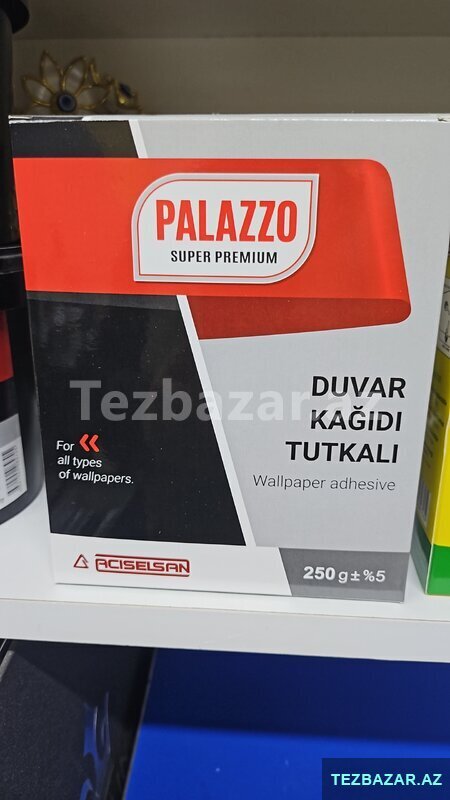 PALAZZO
SUPER PREMIUM
DUVAR
KAĞIDI
TUTKALI
Wallpaper adhesive
For
all types
of wallpapers.
ACISELSAN
250 g ± %5
Tezbazar.az
TEZBAZAR.AZ